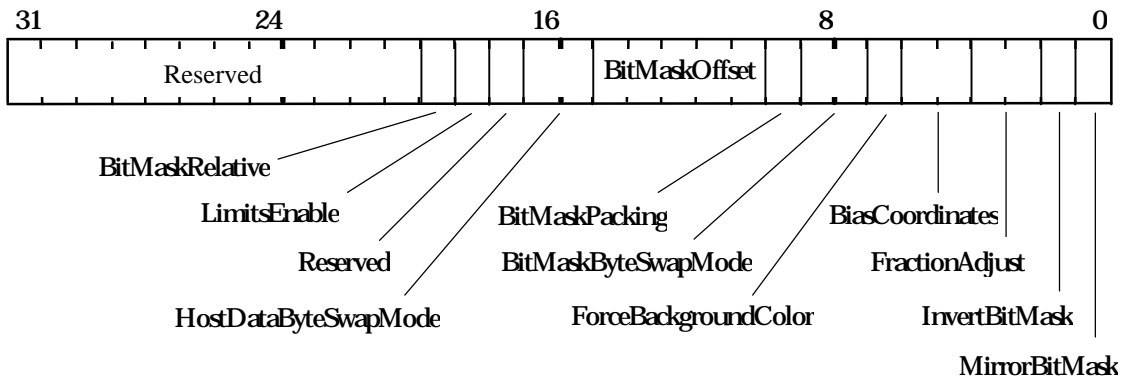 31 24 16 8 0
Reserved BitMaskOffset
BitMaskRelative
LimitsEnable BitMaskPacking BiasCoordinates
Reserved BitMaskByteSwapMode FractionAdjust
HostDataByteSwapMode ForceBackgroundColor InvertBitMask
MirrorBitMask